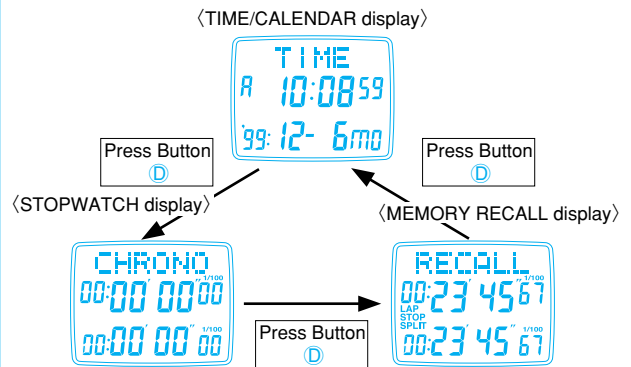 〈TIME/CALENDAR display〉
TIME
A 10:08 59
'99: 12- 6mo
Press Button
Ⓓ
Press Button
Ⓓ
〈STOPWATCH display〉
〈MEMORY RECALL display〉
CHRONO
00:00' 00" 00 1/100
00:00' 00" 00 1/100
RECALL
00:23' 45" 67 1/100
LAP
STOP
SPLIT
00:23' 45" 67 1/100
Press Button
Ⓓ